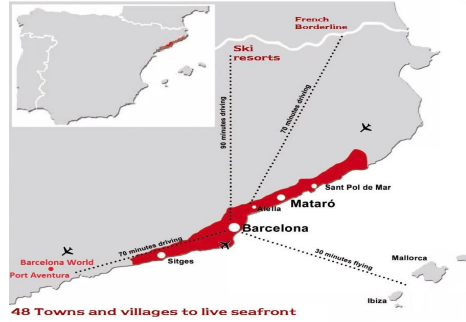 French
Borderline
Ski
resorts
90 minutes driving
70 minutes driving
Sant Pol de Mar
Mataró
Alella
Barcelona
70 minutes driving
Barcelona World
Port Aventura
Sitges
30 minutes flying
Mallorca
Ibiza
48 Towns and villages to live seafront